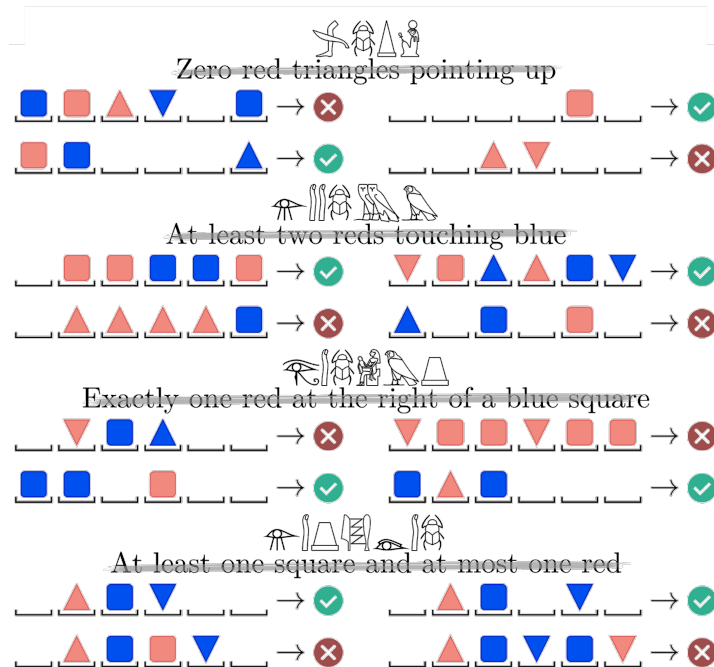 Zero red triangles pointing up
At least two reds touching blue
Exactly one red at the right of a blue square
At least one square and at most one red